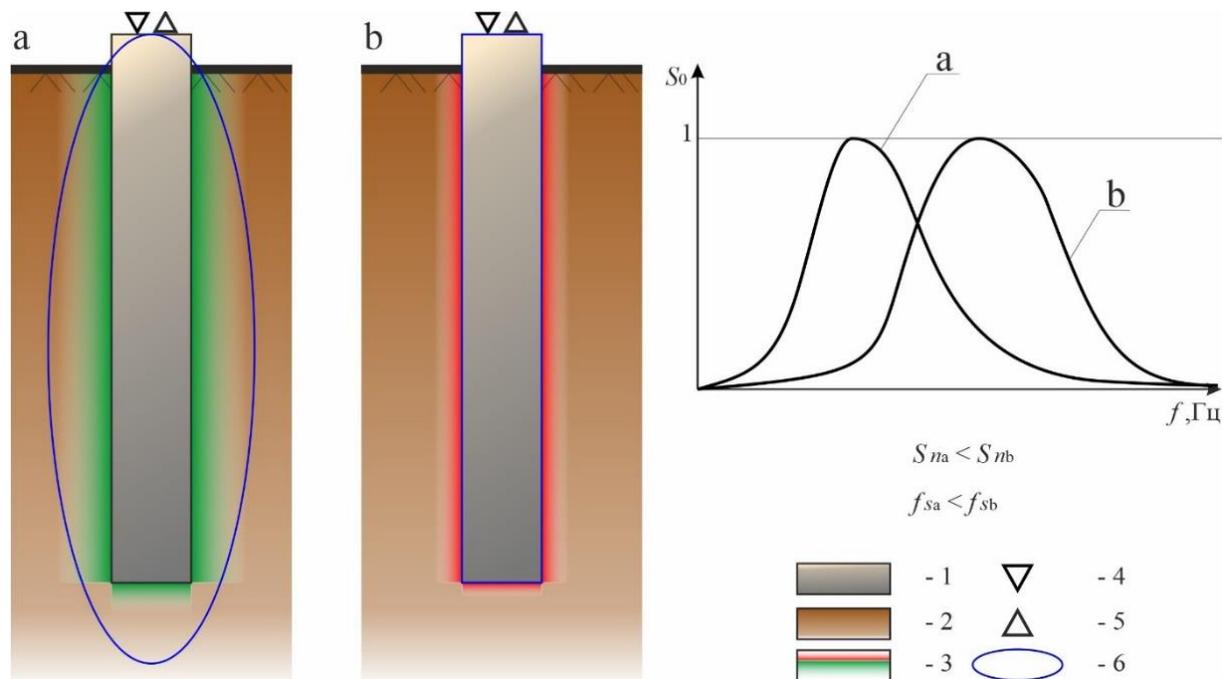 a
b
S₀
a
1
b
f,Гц
Sna < Snb
fsa < fsb
- 1
- 4
- 2
- 5
- 3
- 6